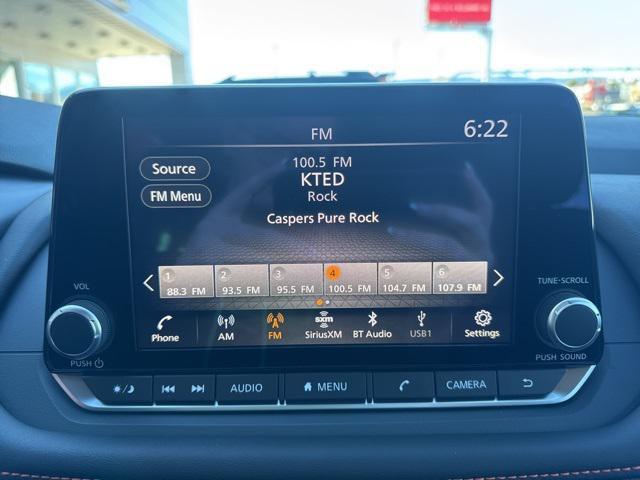 FM 6:22
Source
FM Menu
100.5 FM
KTED
Rock
Caspers Pure Rock
1 2 3 4 5 6
88.3 FM 93.5 FM 95.5 FM 100.5 FM 104.7 FM 107.9 FM
VOL
TUNE-SCROLL
Phone AM FM sxm SiriusXM BT Audio USB1 Settings
PUSH
PUSH SOUND
AUDIO MENU CAMERA